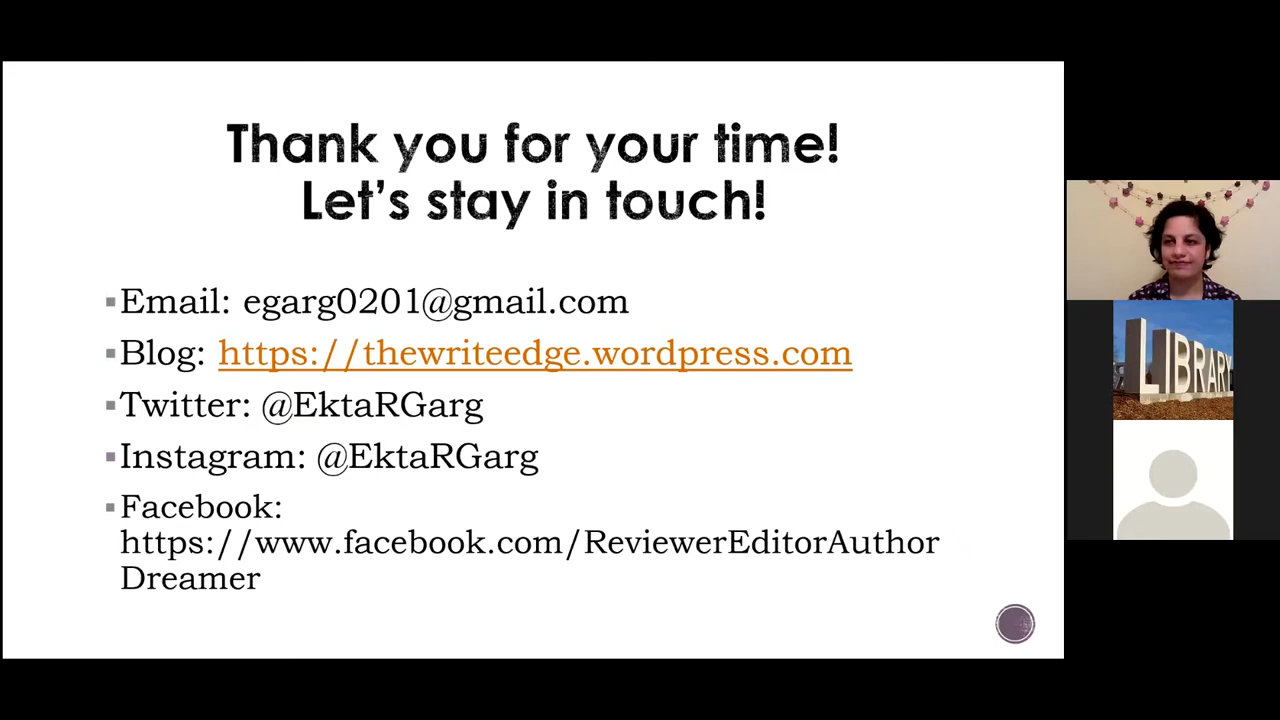 Thank you for your time!
Let's stay in touch!
▪Email: egarg0201@gmail.com
▪Blog: https://thewriteedge.wordpress.com
▪Twitter: @EktaRGarg
▪Instagram: @EktaRGarg
▪Facebook:
https://www.facebook.com/ReviewerEditorAuthor
Dreamer
LIBRARY